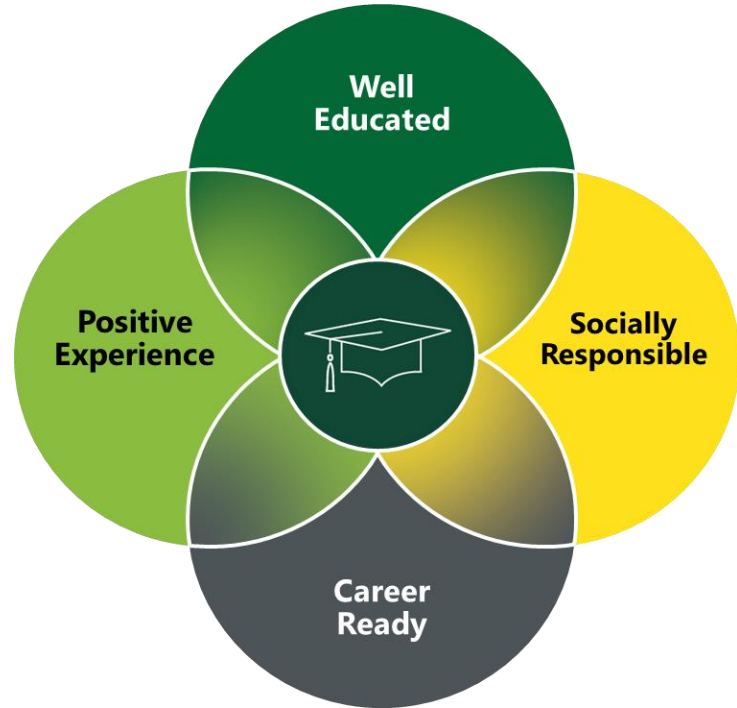 Well
Educated
Positive
Experience
Socially
Responsible
Career
Ready